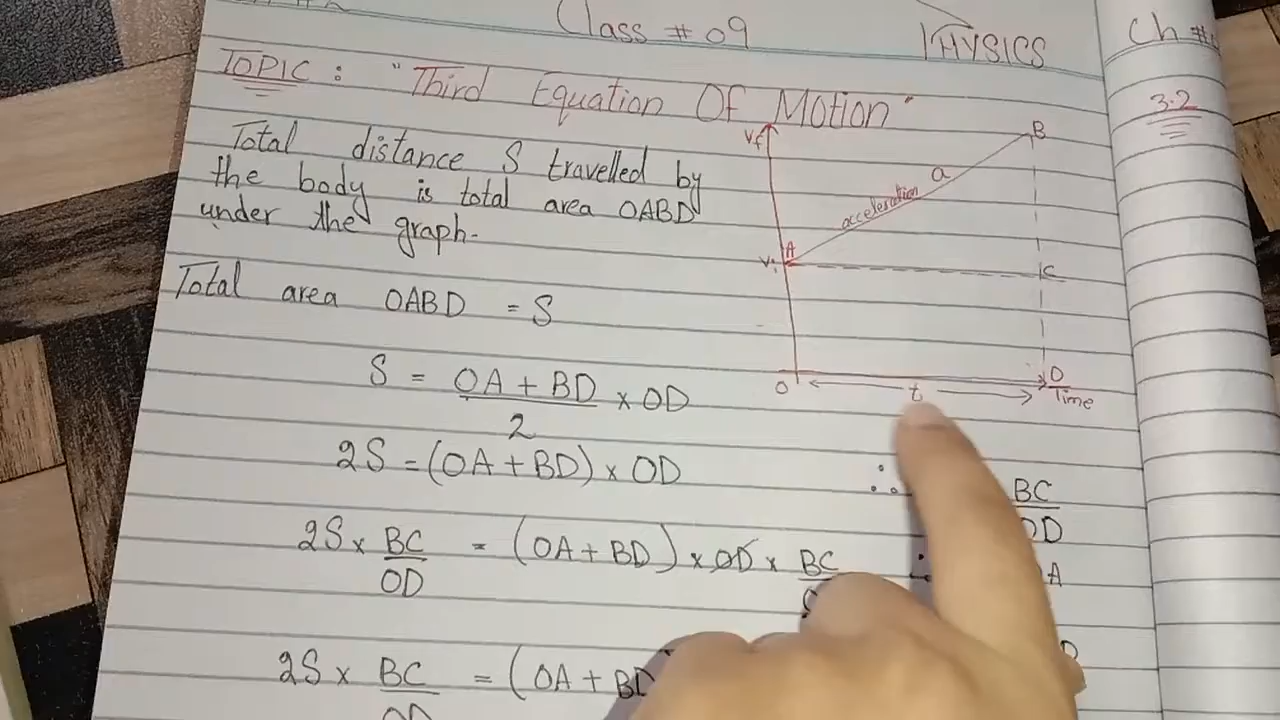 Class # 09
PHYSICS
Ch #
3.2
TOPIC : "Third Equation Of Motion"
Total distance S travelled by
the body is total area OABD
under the graph.
Total area OABD = S
S = OA + BD / 2 × OD
2S = (OA + BD) × OD
2S × BC / OD = (OA + BD) × OD × BC
2S × BC / OD = (OA + BD
Vf
B
a
acceleration
A
Vi
C
O
t
D
Time
∴
BC
OD
A